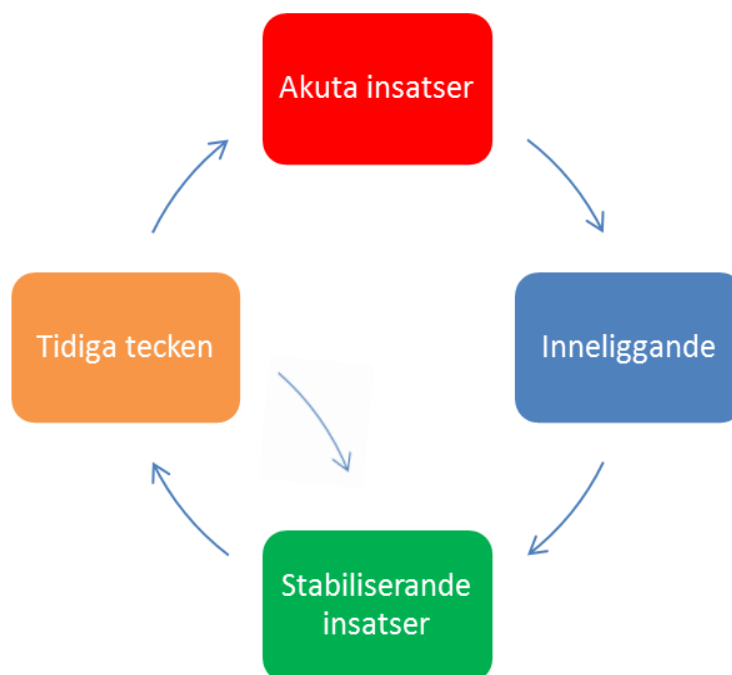 Akuta insatser
Tidiga tecken
Inneliggande
Stabiliserande
insatser